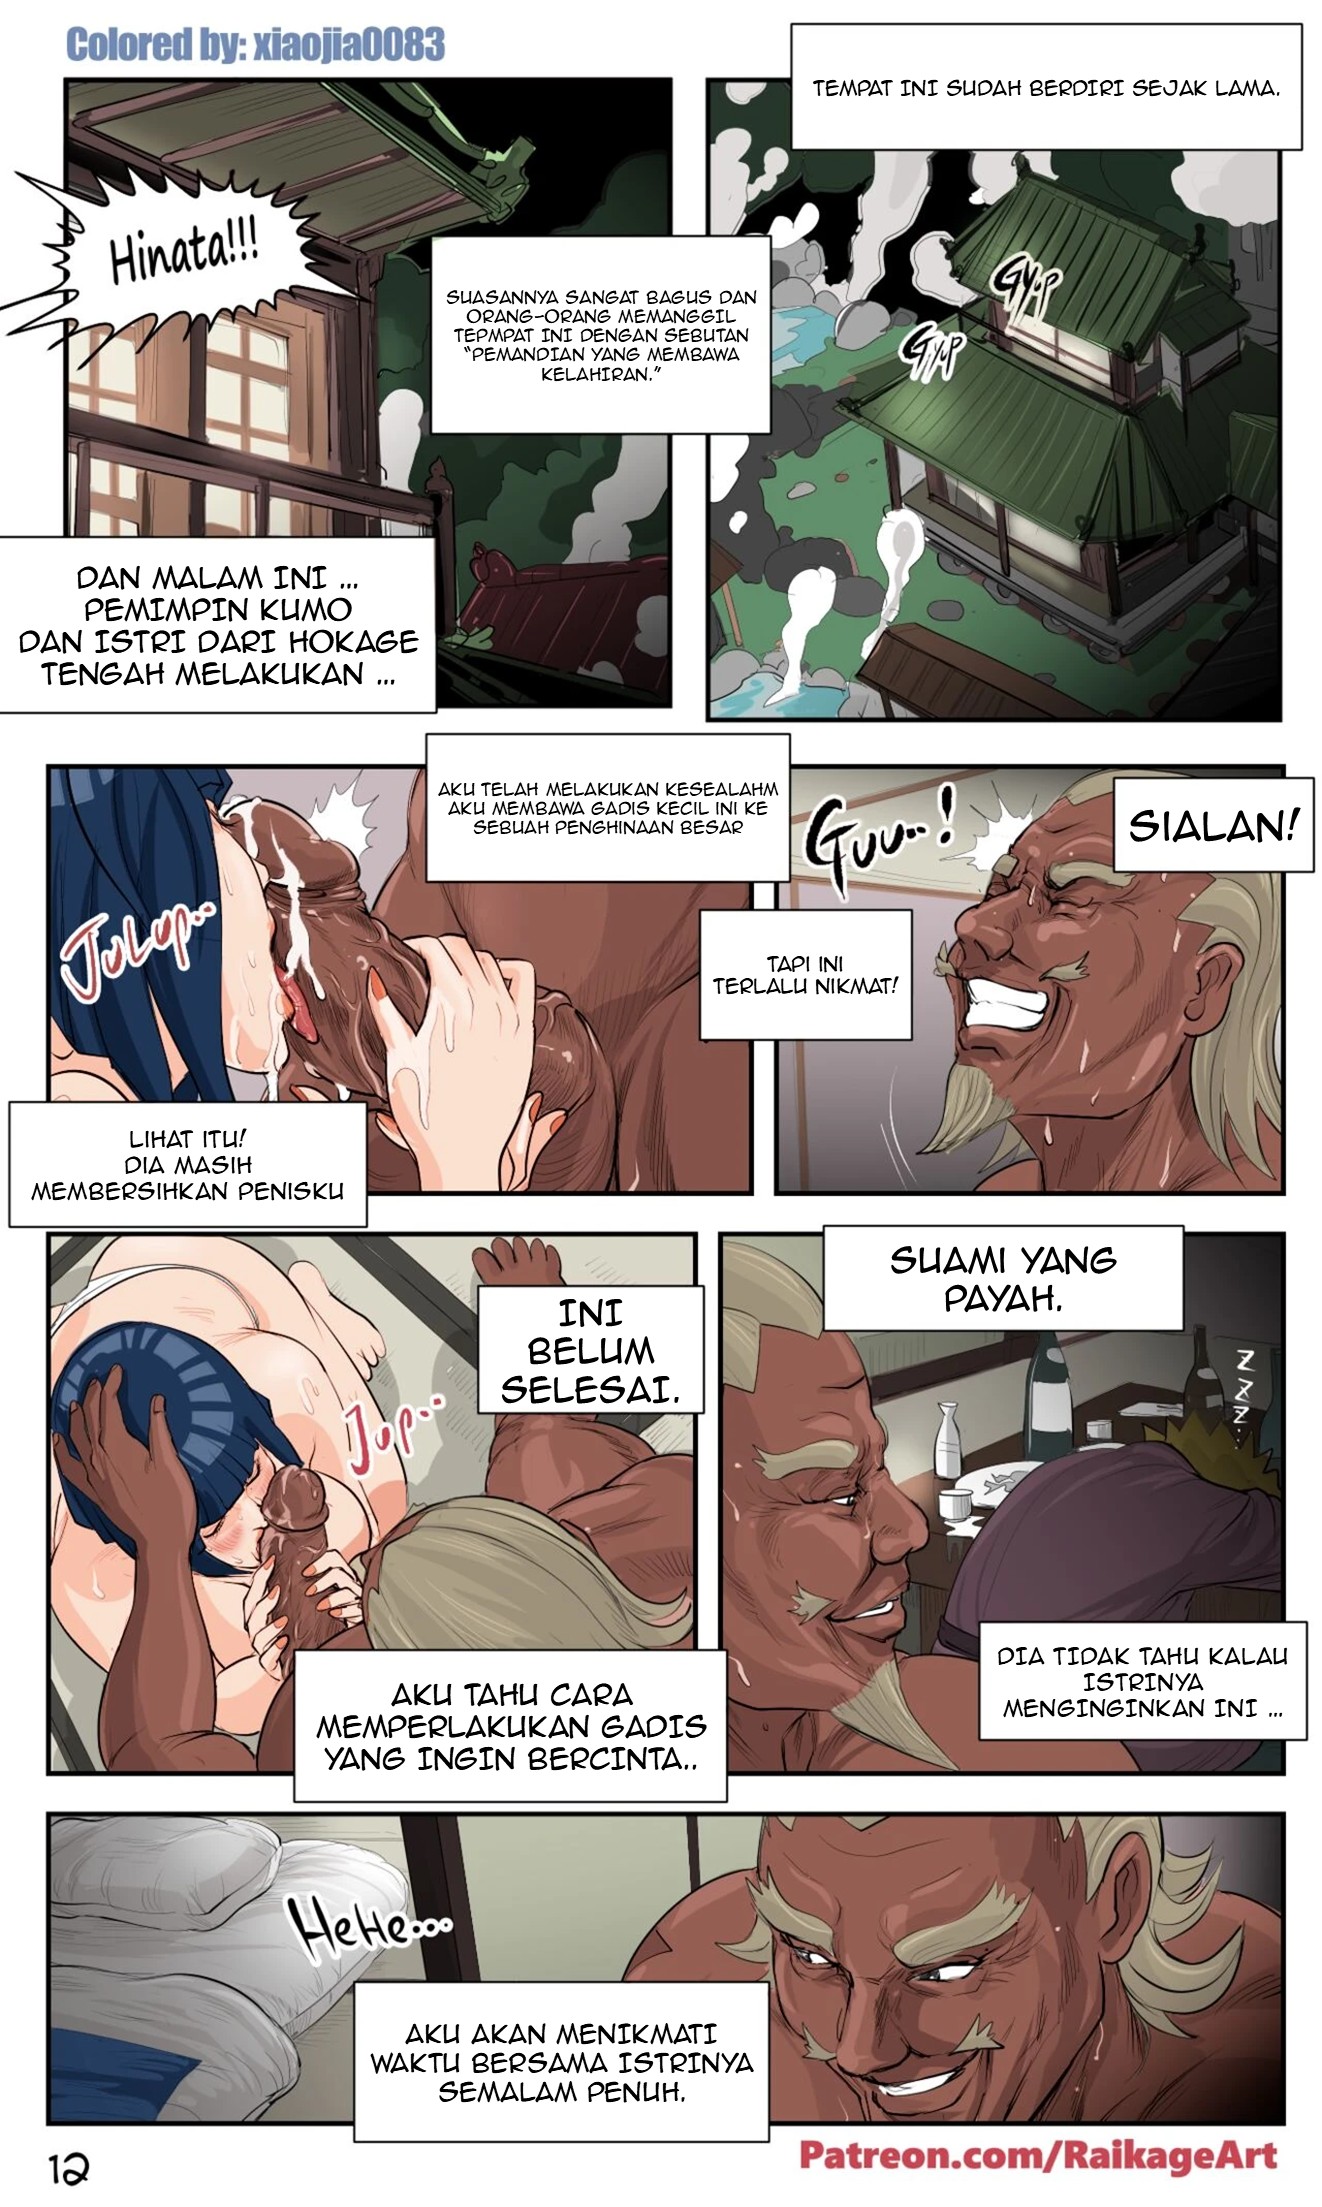 Colored by: xiaojia0083
TEMPAT INI SUDAH BERDIRI SEJAK LAMA.
Hinata!!!
SUASANNYA SANGAT BAGUS DAN
ORANG-ORANG MEMANGGIL
TEPMPAT INI DENGAN SEBUTAN
“PEMANDIAN YANG MEMBAWA
KELAHIRAN.”
GYUP
GYUP
DAN MALAM INI ...
PEMIMPIN KUMO
DAN ISTRI DARI HOKAGE
TENGAH MELAKUKAN ...
AKU TELAH MELAKUKAN KESEALAHM
AKU MEMBAWA GADIS KECIL INI KE
SEBUAH PENGHINAAN BESAR
JULUP..
LIHAT ITU!
DIA MASIH
MEMBERSIHKAN PENISKU
GUU..!
SIALAN!
TAPI INI
TERLALU NIKMAT!
INI
BELUM
SELESAI.
JUP..
AKU TAHU CARA
MEMPERLAKUKAN GADIS
YANG INGIN BERCINTA..
SUAMI YANG
PAYAH.
ZZZZ..
DIA TIDAK TAHU KALAU
ISTRINYA
MENGINGINKAN INI ...
HEHE...
AKU AKAN MENIKMATI
WAKTU BERSAMA ISTRINYA
SEMALAM PENUH.
12
Patreon.com/RaikageArt